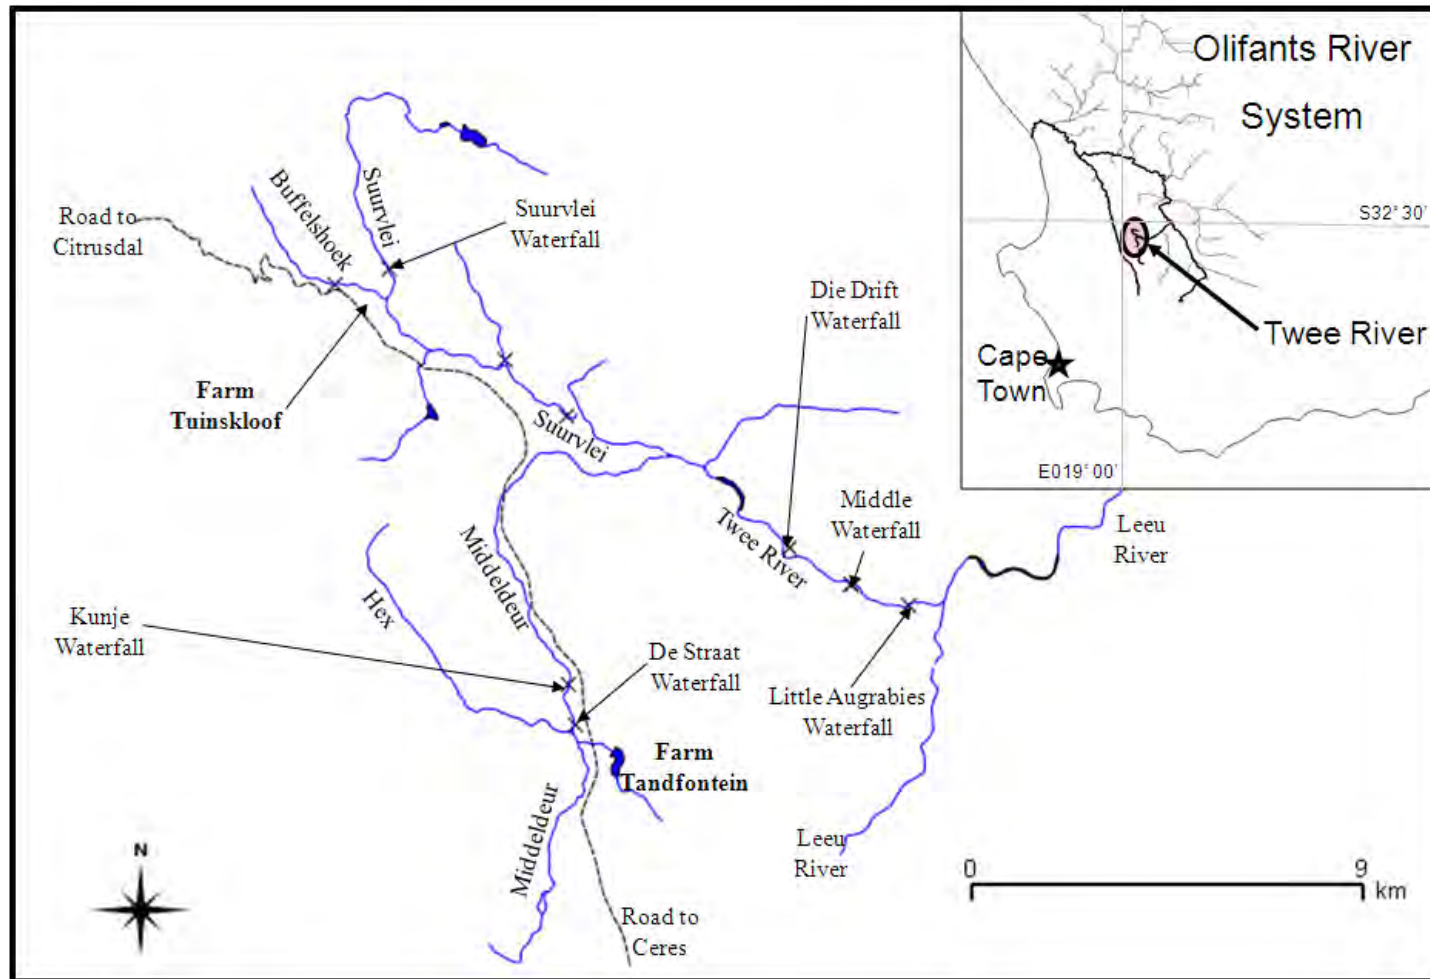 Olifants River
System
S32°30'
Twee River
Cape
Town
E019°00'
Road to
Citrusdal
Buffelshoek
Suurvlei
Suurvlei
Waterfall
Farm
Tuinskloof
Suurvlei
Die Drift
Waterfall
Middle
Waterfall
Twee River
Leeu
River
Middeldeur
Hex
Kunje
Waterfall
De Straat
Waterfall
Little Augrabies
Waterfall
Farm
Tandfontein
Middeldeur
Leeu
River
Road to
Ceres
N
0 9
km